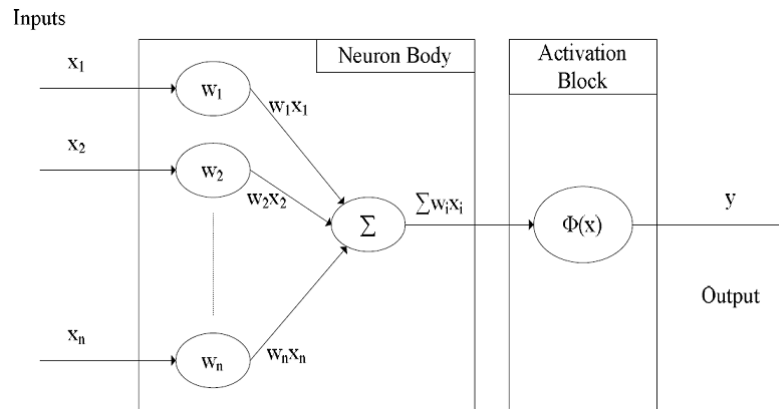 Inputs
Neuron Body
Activation
Block
x₁
w₁
w₁x₁
x₂
w₂
w₂x₂
∑
∑wᵢxᵢ
Φ(x)
y
Output
xₙ
wₙ
wₙxₙ